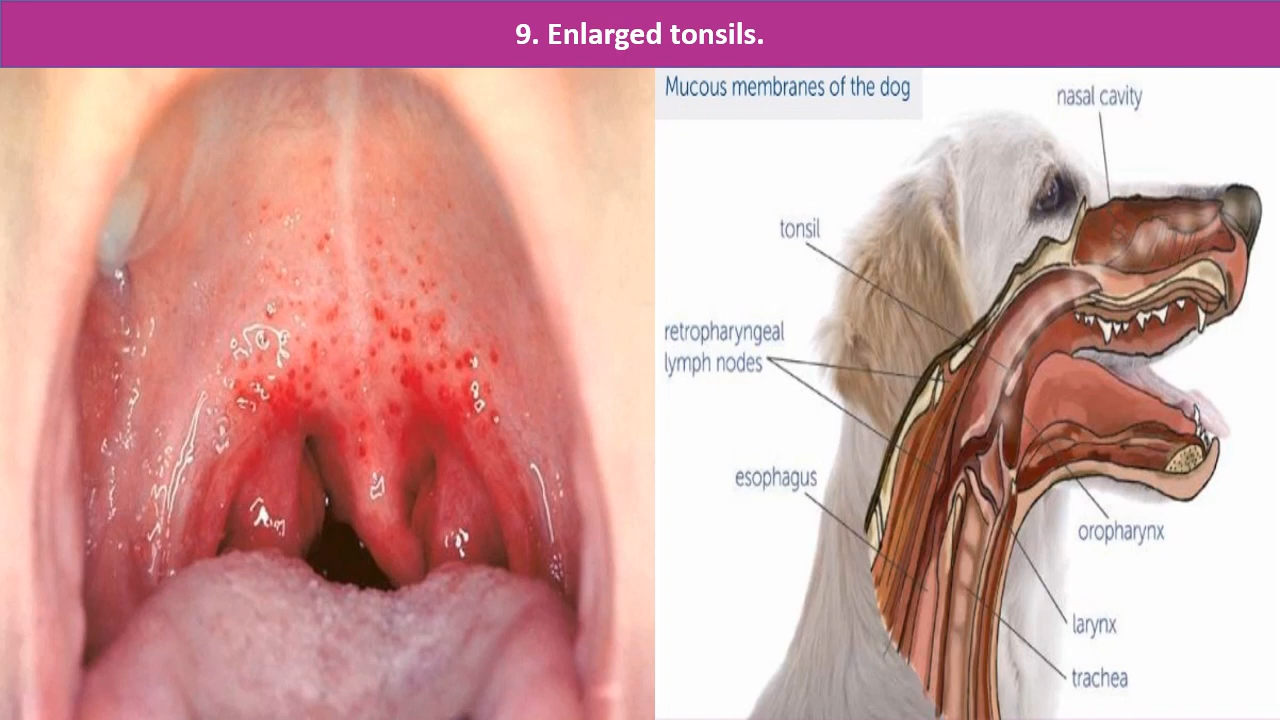 9. Enlarged tonsils.
Mucous membranes of the dog
nasal cavity
tonsil
retropharyngeal
lymph nodes
esophagus
oropharynx
larynx
trachea